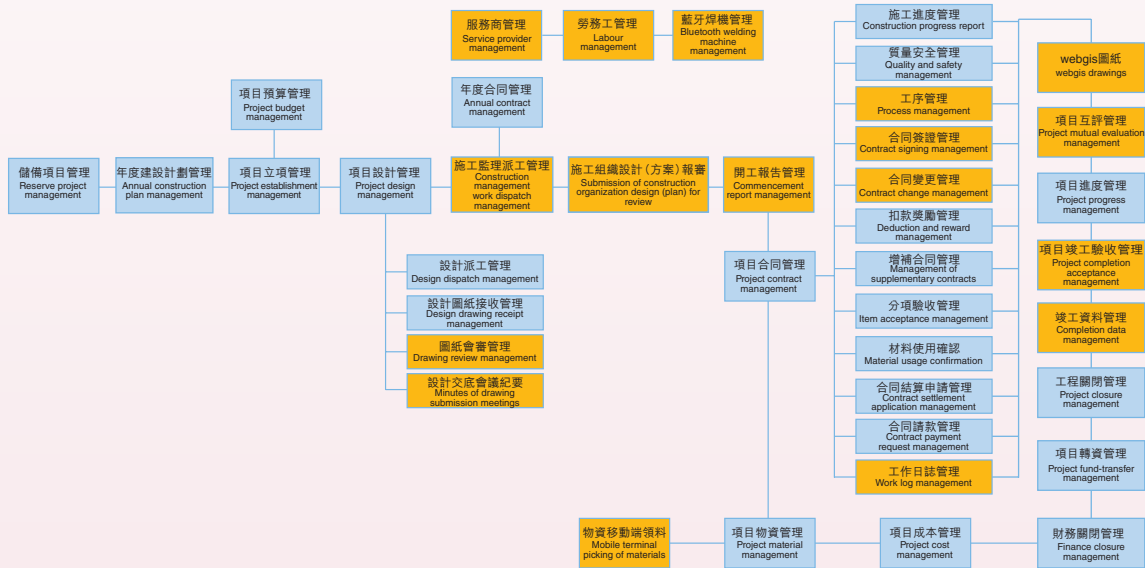 服務商管理
Service provider
management
勞務工管理
Labour
management
藍牙焊機管理
Bluetooth welding
machine management
項目預算管理
Project budget
management
年度合同管理
Annual contract
management
儲備項目管理
Reserve project
management
年度建設計劃管理
Annual construction
plan management
項目立項管理
Project establishment
management
項目設計管理
Project design
management
施工監理派工管理
Construction
management
work dispatch
management
施工組織設計（方案）報審
Submission of construction
organization design (plan) for
review
開工報告管理
Commencement
report management
設計派工管理
Design dispatch management
設計圖紙接收管理
Design drawing receipt
management
圖紙會審管理
Drawing review management
設計交底會議紀要
Minutes of drawing
submission meetings
項目合同管理
Project contract
management
施工進度管理
Construction progress report
質量安全管理
Quality and safety
management
工序管理
Process management
合同簽證管理
Contract signing management
合同變更管理
Contract change management
扣款獎勵管理
Deduction and reward
management
增補合同管理
Management of
supplementary contracts
分項驗收管理
Item acceptance management
材料使用確認
Material usage confirmation
合同結算申請管理
Contract settlement
application management
合同請款管理
Contract payment
request management
工作日誌管理
Work log management
webgis圖紙
webgis drawings
項目互評管理
Project mutual evaluation
management
項目進度管理
Project progress
management
項目竣工驗收管理
Project completion
acceptance
management
竣工資料管理
Completion data
management
工程關閉管理
Project closure
management
項目轉資管理
Project fund-transfer
management
物資移動端領料
Mobile terminal
picking of materials
項目物資管理
Project material
management
項目成本管理
Project cost
management
財務關閉管理
Finance closure
management